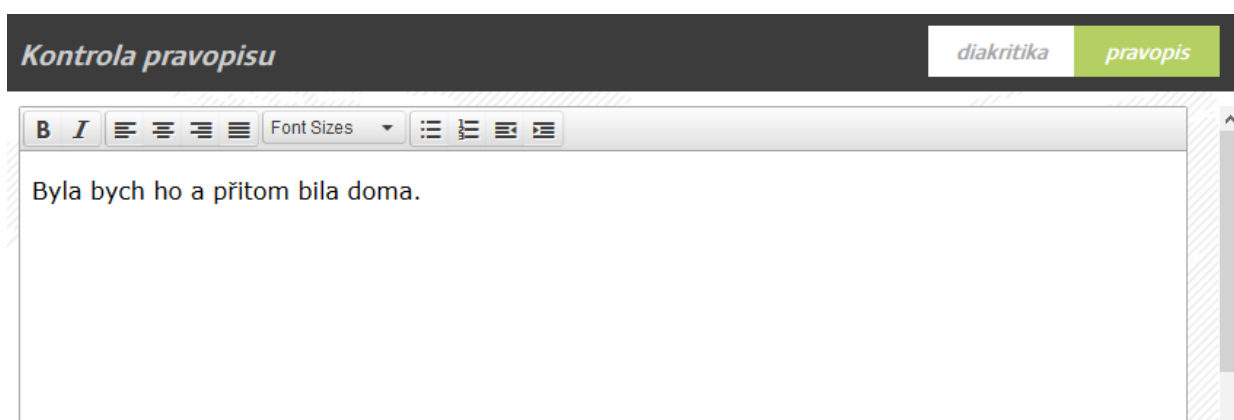 Kontrola pravopisu
diakritika
pravopis
B I Font Sizes
Byla bych ho a přitom bila doma.